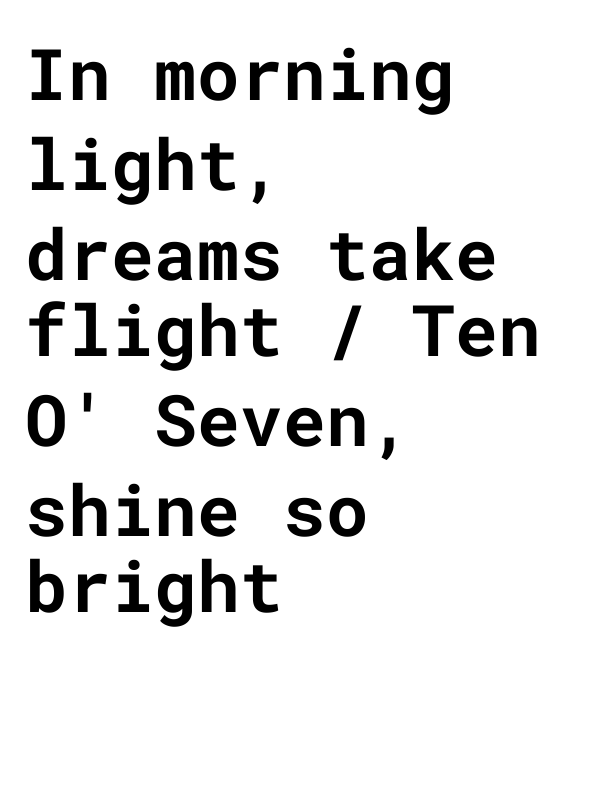 In morning
light,
dreams take
flight / Ten
O' Seven,
shine so
bright